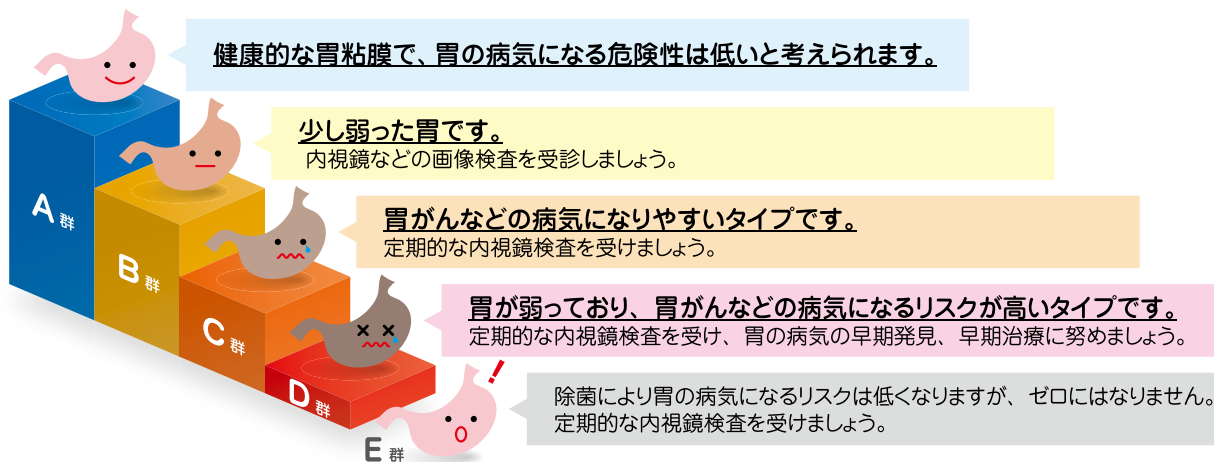 健康的な胃粘膜で、胃の病気になる危険性は低いと考えられます。
A群
少し弱った胃です。
内視鏡などの画像検査を受診しましょう。
B群
胃がんなどの病気になりやすいタイプです。
定期的な内視鏡検査を受けましょう。
C群
胃が弱っており、胃がんなどの病気になるリスクが高いタイプです。
定期的な内視鏡検査を受け、胃の病気の早期発見、早期治療に努めましょう。
D群
!
除菌により胃の病気になるリスクは低くなりますが、ゼロにはなりません。
定期的な内視鏡検査を受けましょう。
E群